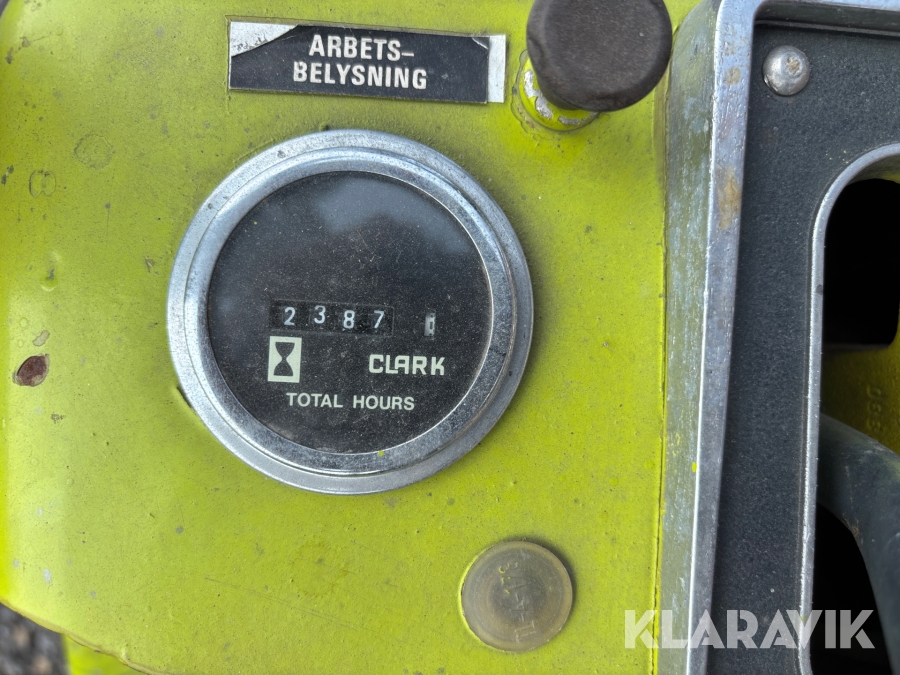 ARBETS-
BELYSNING
2387
CLARK
TOTAL HOURS
KLARAVIK